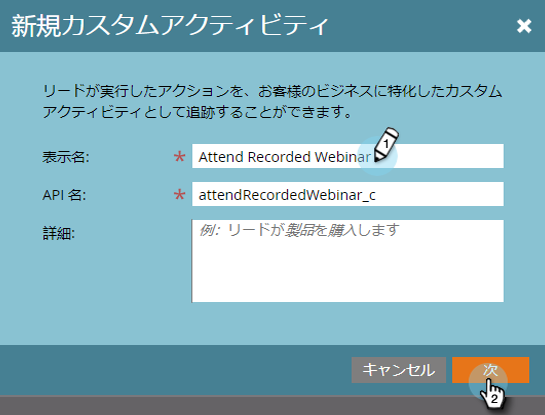 新規カスタムアクティビティ
リードが実行したアクションを、お客様のビジネスに特化したカスタム
アクティビティとして追跡することができます。
表示名: * Attend Recorded Webinar 1
API 名: * attendRecordedWebinar_c
詳細: 例: リードが製品を購入します
キャンセル 次
2